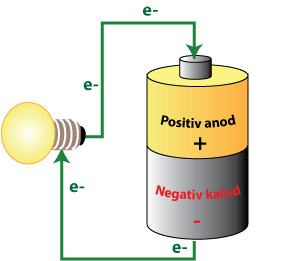 e-
e-
Positiv anod
+
Negativ katod
-
e-
e-